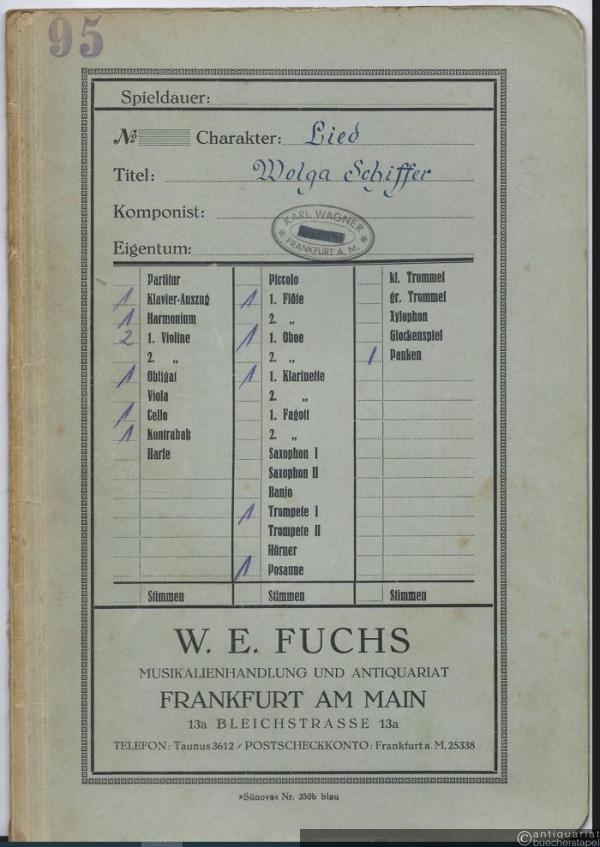 95
Spieldauer:
№ Charakter: Lied
Titel: Wolga Schiffer
Komponist:
KARL WAGNER
* FRANKFURT A. M. *
Eigentum:
Partitur
1 Klavier-Auszug
1 Harmonium
2 1. Violine
2. „
1 Obligat
Viola
1 Cello
1 Kontrabaß
Harfe
Stimmen
Piccolo
1 1. Flöte
2. „
1 1. Oboe
2. „
1 1. Klarinette
2. „
1. Fagott
2. „
Saxophon I
Saxophon II
Banjo
1 Trompete I
Trompete II
Hörner
1 Posaune
Stimmen
kl. Trommel
gr. Trommel
Xylophon
Glockenspiel
1 Pauken
Stimmen
W. E. FUCHS
MUSIKALIENHANDLUNG UND ANTIQUARIAT
FRANKFURT AM MAIN
13a BLEICHSTRASSE 13a
TELEFON: Taunus 3612 / POSTSCHECKKONTO: Frankfurt a. M. 25338
»Sünova« Nr. 350b blau
©antiquariat
buecherstapel